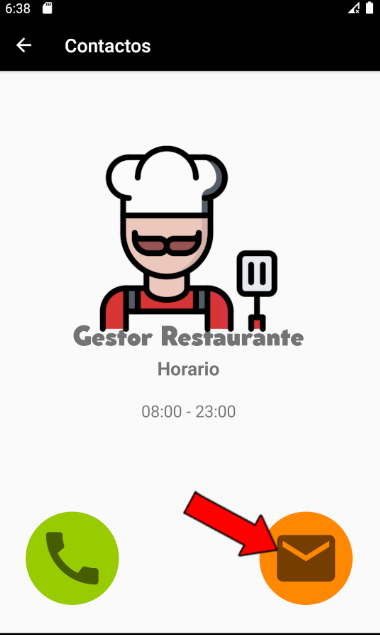 6:38
Contactos
Gestor Restaurante
Horario
08:00 - 23:00